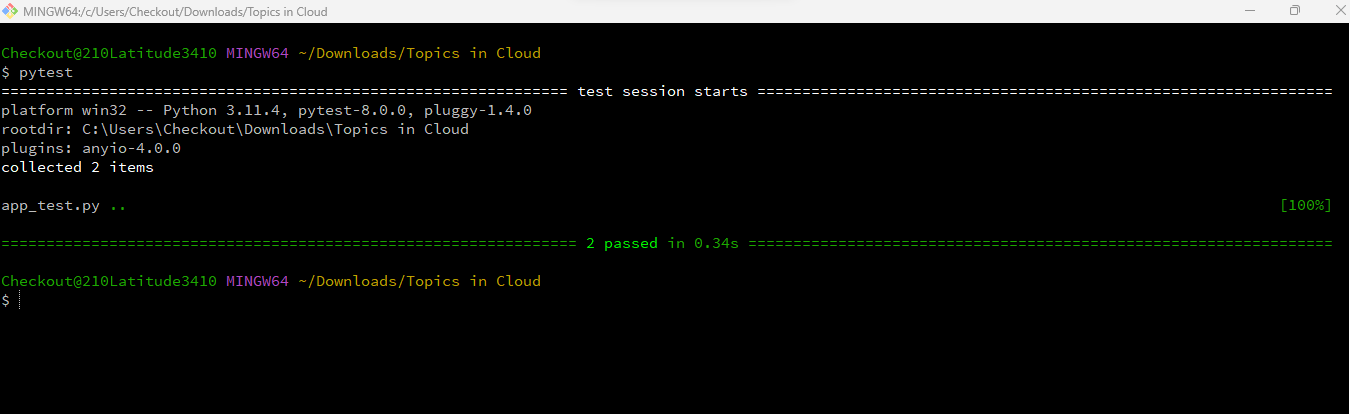 MINGW64:/c/Users/Checkout/Downloads/Topics in Cloud
Checkout@210Latitude3410 MINGW64 ~/Downloads/Topics in Cloud
$ pytest
=============================================================== test session starts ================================================================
platform win32 -- Python 3.11.4, pytest-8.0.0, pluggy-1.4.0
rootdir: C:\Users\Checkout\Downloads\Topics in Cloud
plugins: anyio-4.0.0
collected 2 items
app_test.py .. [100%]
================================================================ 2 passed in 0.34s =================================================================
Checkout@210Latitude3410 MINGW64 ~/Downloads/Topics in Cloud
$